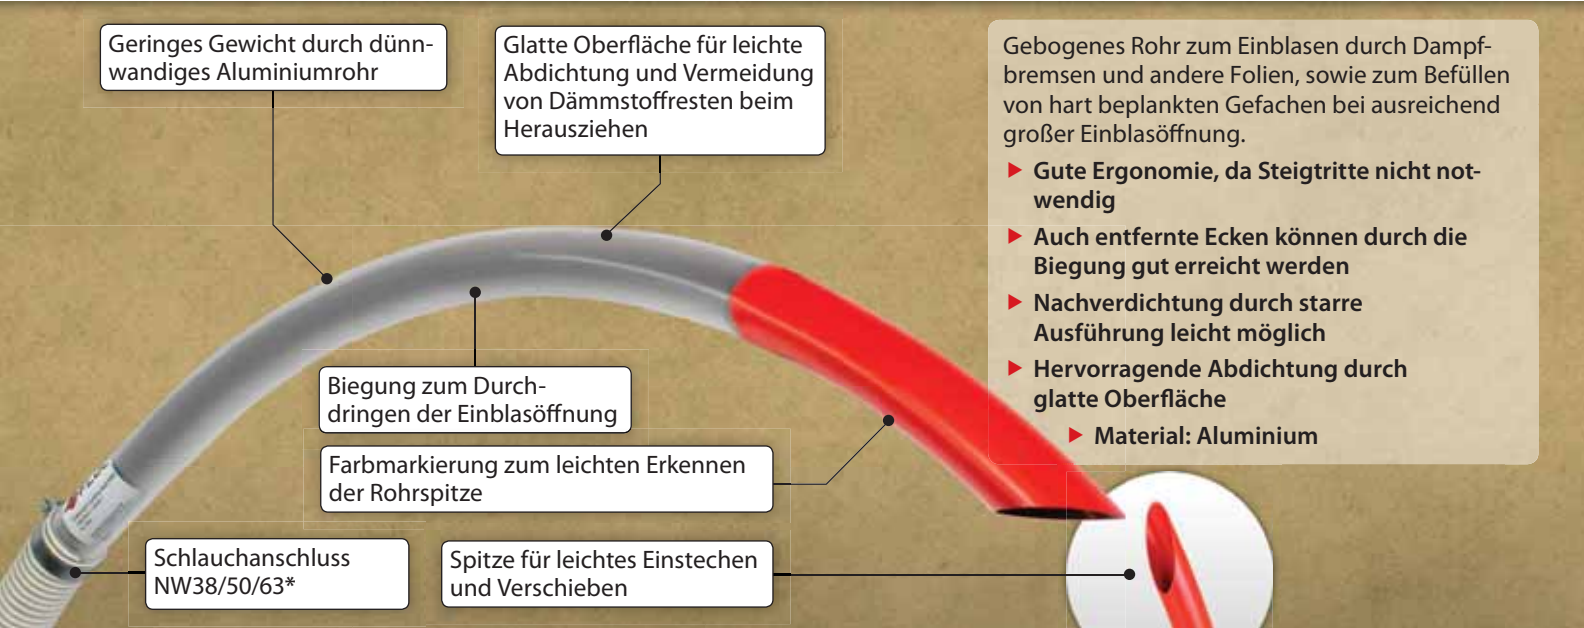 Geringes Gewicht durch dünn-
wandiges Aluminiumrohr
Glatte Oberfläche für leichte
Abdichtung und Vermeidung
von Dämmstoffresten beim
Herausziehen
Gebogenes Rohr zum Einblasen durch Dampf-
bremsen und andere Folien, sowie zum Befüllen
von hart beplankten Gefachen bei ausreichend
großer Einblasöffnung.
Gute Ergonomie, da Steigtritte nicht not-
wendig
Auch entfernte Ecken können durch die
Biegung gut erreicht werden
Nachverdichtung durch starre
Ausführung leicht möglich
Hervorragende Abdichtung durch
glatte Oberfläche
Material: Aluminium
Biegung zum Durch-
dringen der Einblasöffnung
Farbmarkierung zum leichten Erkennen
der Rohrspitze
Schlauchanschluss
NW38/50/63*
Spitze für leichtes Einstechen
und Verschieben